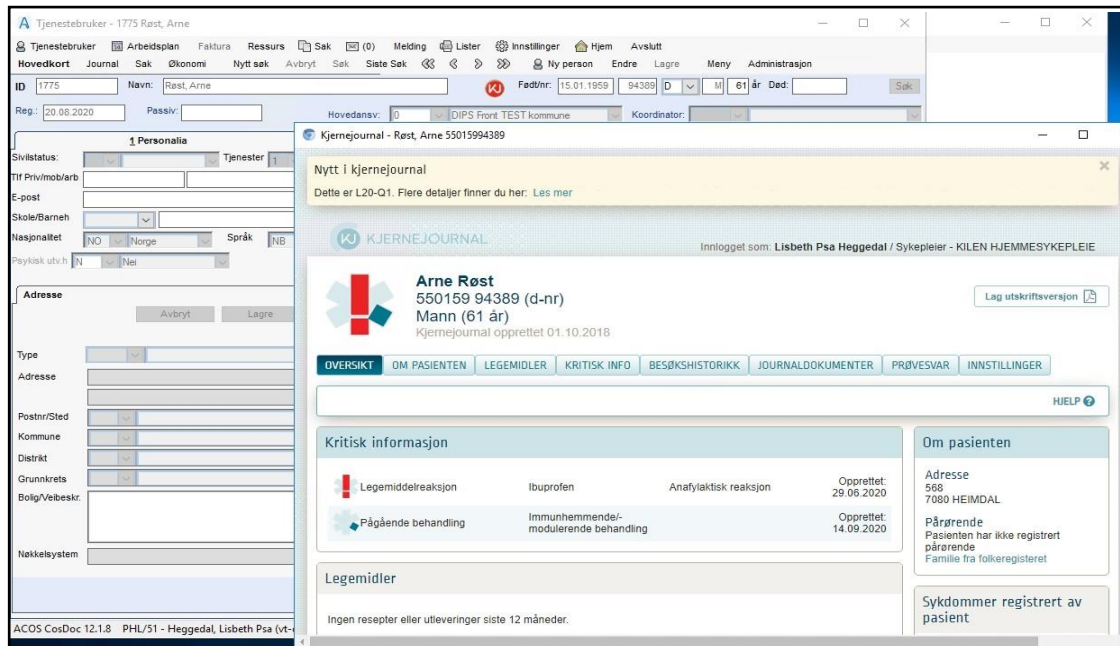 Tjenestebruker - 1775 Røst, Arne
Tjenestebruker Arbeidsplan Faktura Ressurs Sak (0) Melding Lister Innstillinger Hjem Avslutt
Hovedkort Journal Sak Økonomi Nytt søk Avbryt Søk Siste Søk Ny person Endre Lagre Meny Administrasjon
ID 1775 Navn: Røst, Arne KJ Født/nr: 15.01.1959 94389 D M 61 år Død: Søk
Reg.: 20.08.2020 Passiv: Hovedansv: 0 DIPS Front TEST kommune Koordinator:
1 Personalia
Sivilstatus: Tjenester 1
Tlf Priv/mob/arb
E-post
Skole/Barneh
Nasjonalitet NO Norge Språk NB
Psykisk utv.h N Nei
Adresse
Avbryt Lagre
Type
Adresse
Postnr/Sted
Kommune
Distrikt
Grunnkrets
Bolig/Veibeskr.
Nøkkelsystem
ACOS CosDoc 12.1.8 PHL/51 - Heggedal, Lisbeth Psa
Kjernejournal - Røst, Arne 55015994389
Nytt i kjernejournal
Dette er L20-Q1. Flere detaljer finner du her: Les mer
KJ KJERNEJOURNAL
Innlogget som: Lisbeth Psa Heggedal / Sykepleier - KILEN HJEMMESYKEPLEIE
Arne Røst
550159 94389 (d-nr)
Mann (61 år)
Kjernejournal opprettet 01.10.2018
Lag utskriftsversjon
OVERSIKT OM PASIENTEN LEGEMIDLER KRITISK INFO BESØKSHISTORIKK JOURNALDOKUMENTER PRØVESVAR INNSTILLINGER
HJELP ?
Kritisk informasjon
Legemiddelreaksjon Ibuprofen Anafylaktisk reaksjon Opprettet:
29.06.2020
Pågående behandling Immunhemmende/-
modulerende behandling Opprettet:
14.09.2020
Legemidler
Ingen resepter eller utleveringer siste 12 måneder.
Om pasienten
Adresse
568
7080 HEIMDAL
Pårørende
Pasienten har ikke registrert
pårørende
Familie fra folkeregisteret
Sykdommer registrert av
pasient